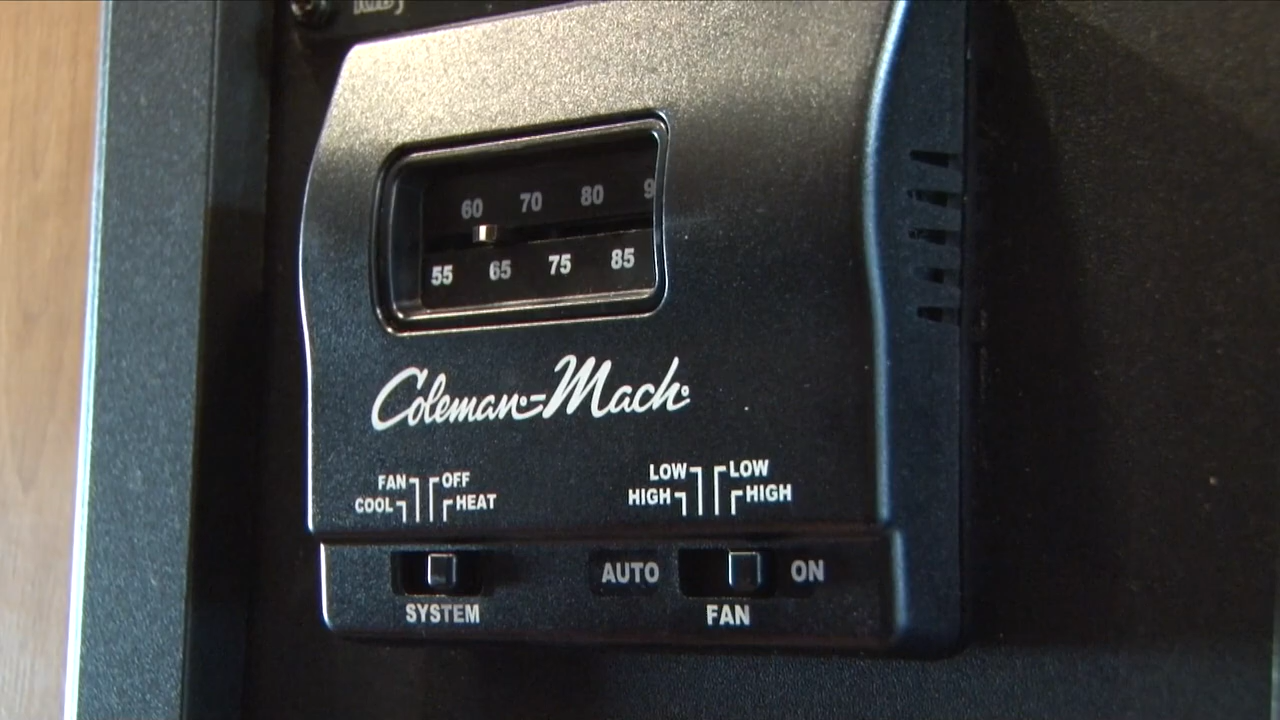 60 70 80 9
55 65 75 85
Coleman-Mach
FAN OFF
COOL HEAT
LOW LOW
HIGH HIGH
AUTO ON
SYSTEM FAN